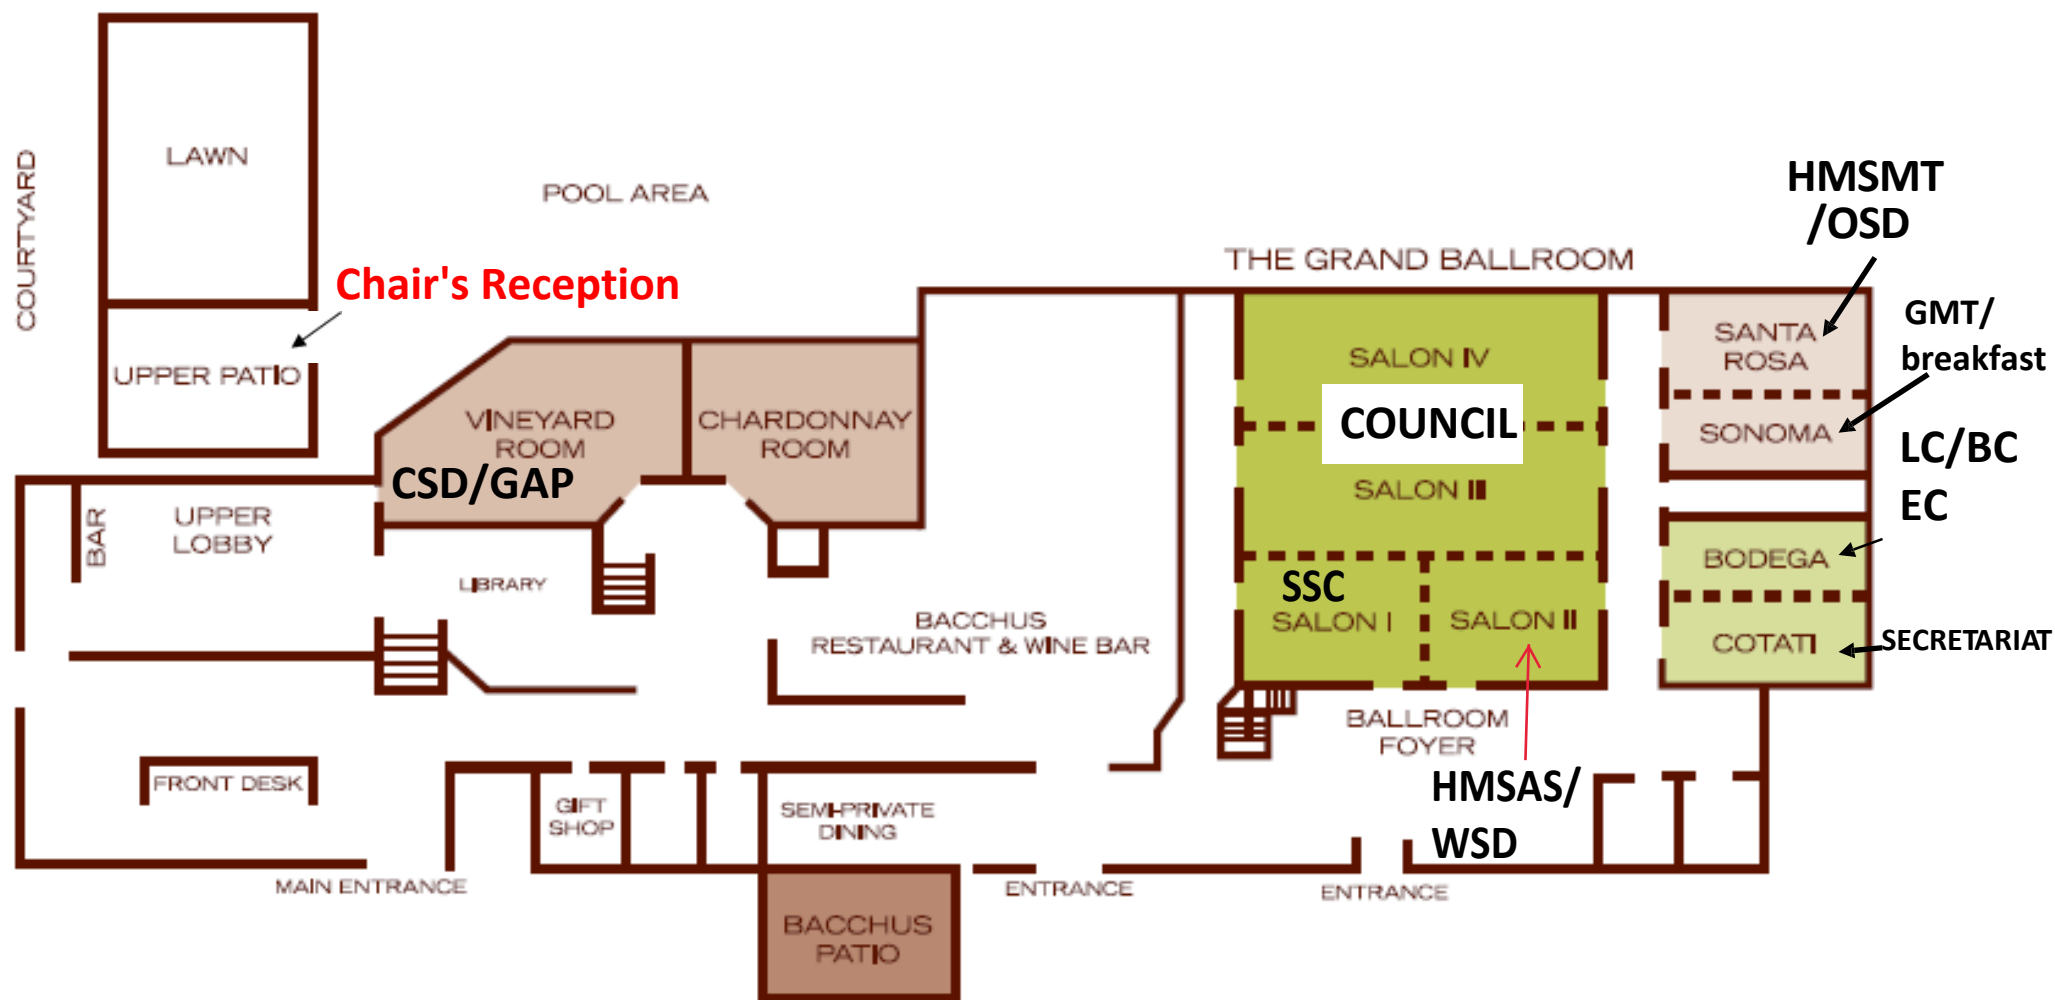 COURTYARD
LAWN
POOL AREA
Chair's Reception
UPPER PATIO
THE GRAND BALLROOM
HMSMT
/OSD
GMT/
breakfast
SANTA
ROSA
SONOMA
LC/BC
EC
BODEGA
COTATI
SECRETARIAT
SALON IV
COUNCIL
SALON III
SSC
SALON I
SALON II
VINEYARD
ROOM
CSD/GAP
CHARDONNAY
ROOM
BAR
UPPER
LOBBY
LIBRARY
BACCHUS
RESTAURANT & WINE BAR
BALLROOM
FOYER
HMSAS/
WSD
FRONT DESK
GIFT
SHOP
SEMI-PRIVATE
DINING
MAIN ENTRANCE
ENTRANCE
ENTRANCE
BACCHUS
PATIO